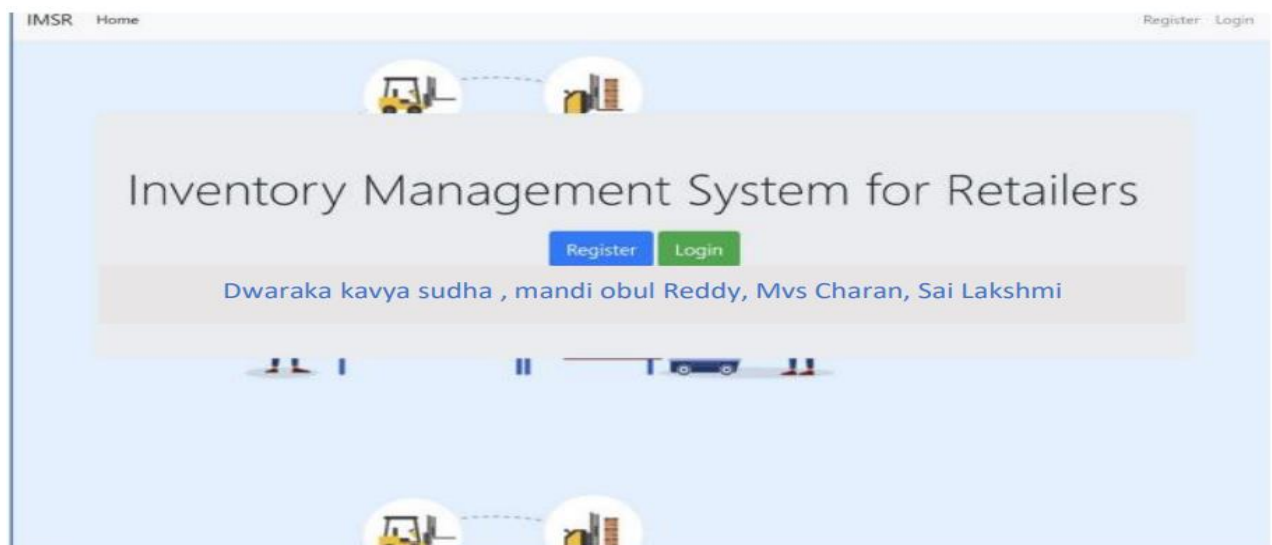 IMSR Home Register Login
Inventory Management System for Retailers
Register Login
Dwaraka kavya sudha , mandi obul Reddy, Mvs Charan, Sai Lakshmi